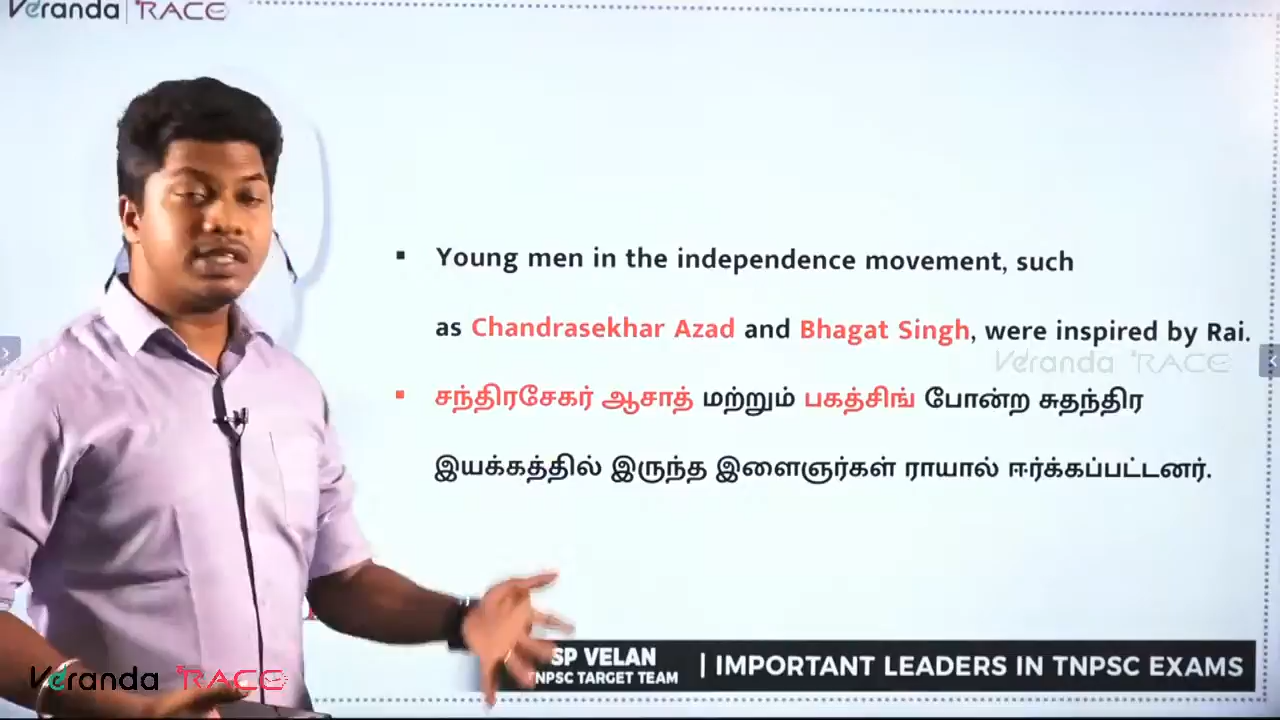 Veranda RACE
Young men in the independence movement, such
as Chandrasekhar Azad and Bhagat Singh, were inspired by Rai.
Veranda RACE
சந்திரசேகர் ஆசாத் மற்றும் பகத்சிங் போன்ற சுதந்திர
இயக்கத்தில் இருந்த இளைஞர்கள் ராயால் ஈர்க்கப்பட்டனர்.
SP VELAN
TNPSC TARGET TEAM
| IMPORTANT LEADERS IN TNPSC EXAMS
Veranda RACE